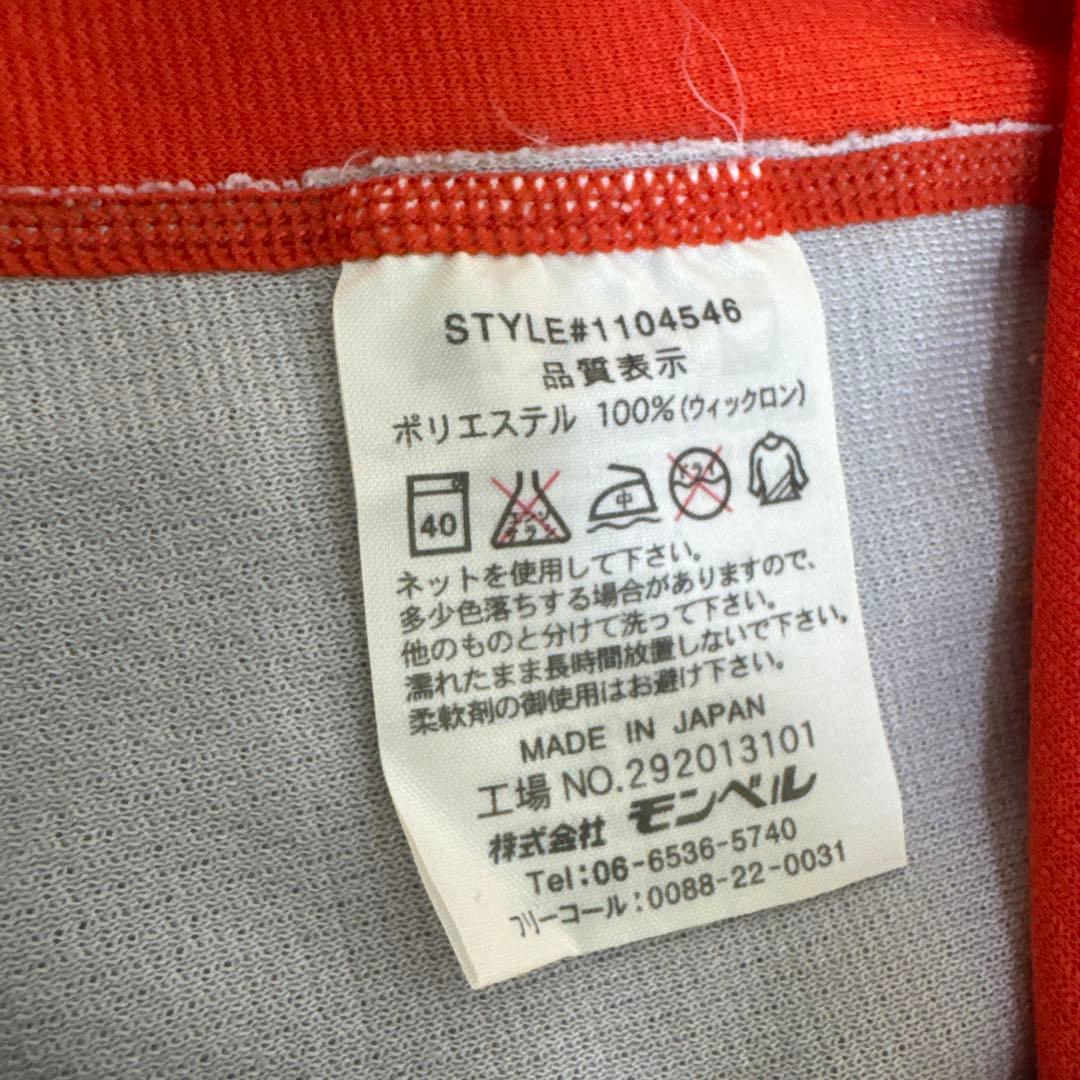 STYLE#1104546
品質表示
ポリエステル 100%(ウィックロン)
40 中
ネットを使用して下さい。
多少色落ちする場合がありますので、
他のものと分けて洗って下さい。
濡れたまま長時間放置しないで下さい。
柔軟剤の御使用はお避け下さい。
MADE IN JAPAN
工場NO.292013101
株式会社 モンベル
Tel:06-6536-5740
フリーコール:0088-22-0031